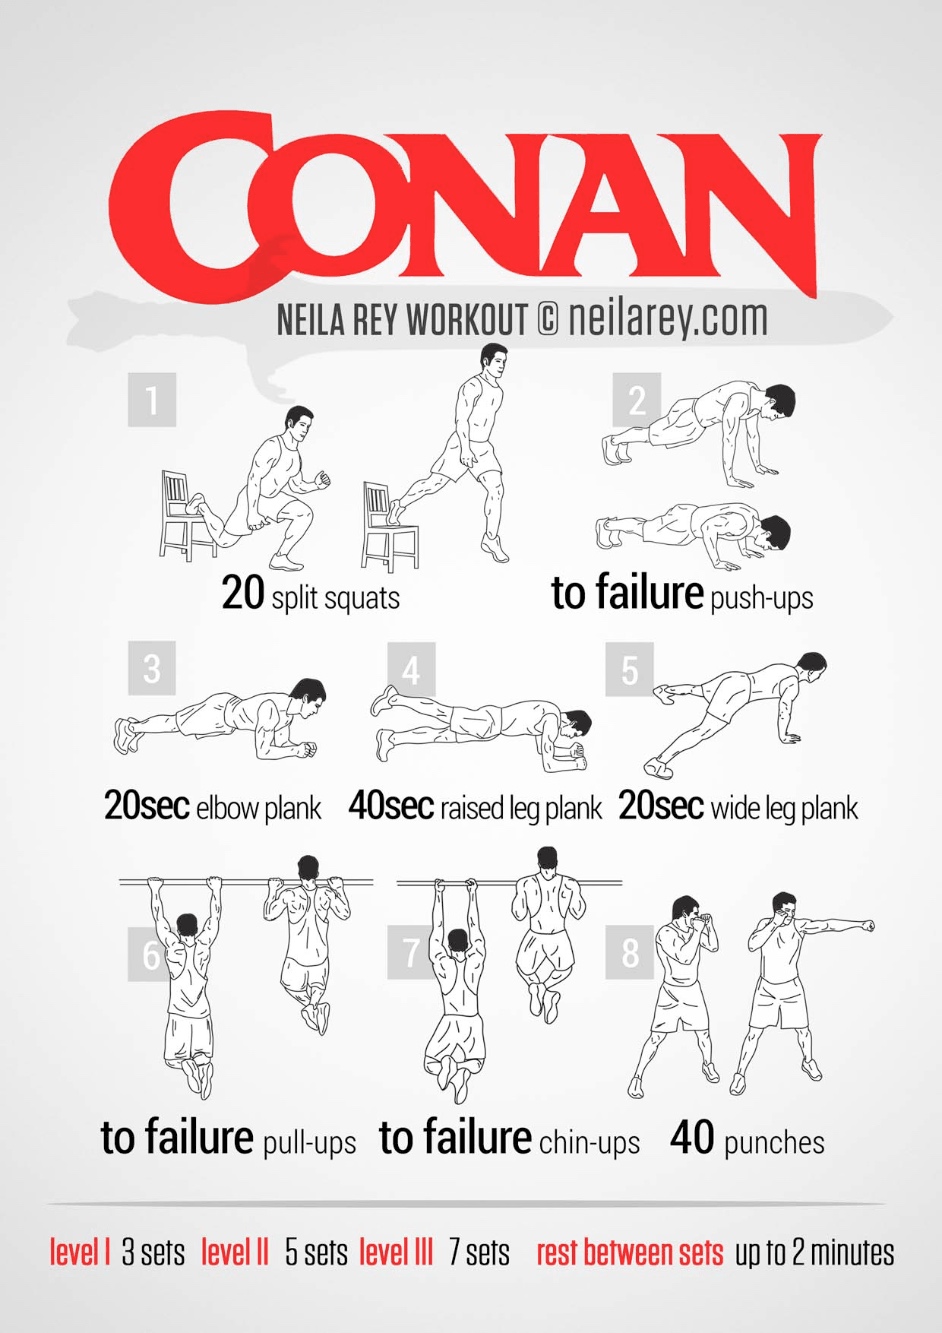 CONAN
NEILA REY WORKOUT © neilarey.com
1
20 split squats
2
to failure push-ups
3
20sec elbow plank
4
40sec raised leg plank
5
20sec wide leg plank
6
to failure pull-ups
7
to failure chin-ups
8
40 punches
level I 3 sets level II 5 sets level III 7 sets rest between sets up to 2 minutes